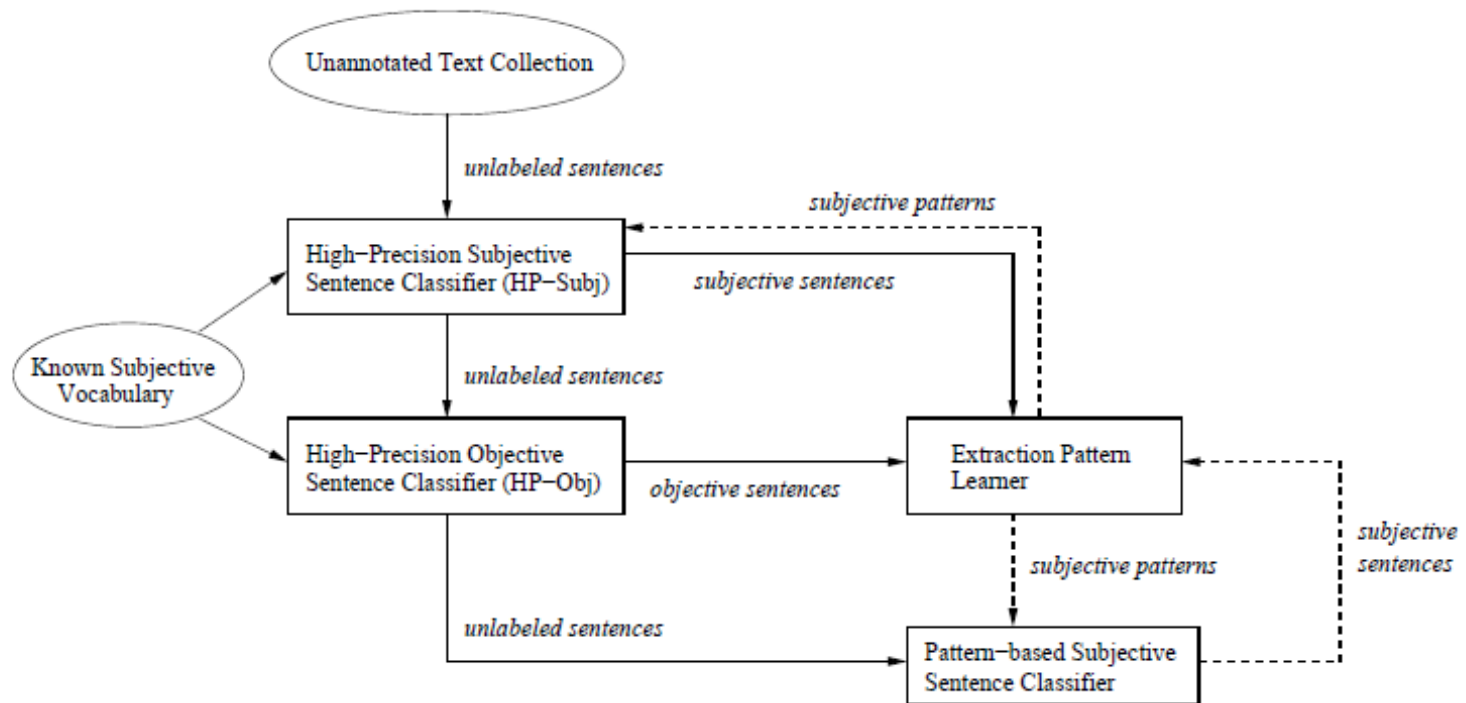 Unannotated Text Collection
unlabeled sentences
subjective patterns
High−Precision Subjective
Sentence Classifier (HP−Subj)
subjective sentences
Known Subjective
Vocabulary
unlabeled sentences
High−Precision Objective
Sentence Classifier (HP−Obj)
objective sentences
Extraction Pattern
Learner
subjective
sentences
subjective patterns
unlabeled sentences
Pattern−based Subjective
Sentence Classifier